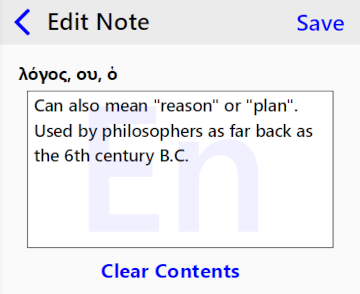 Edit Note
Save
λόγος, ου, ὁ
Can also mean "reason" or "plan".
Used by philosophers as far back as
the 6th century B.C.
En
Clear Contents